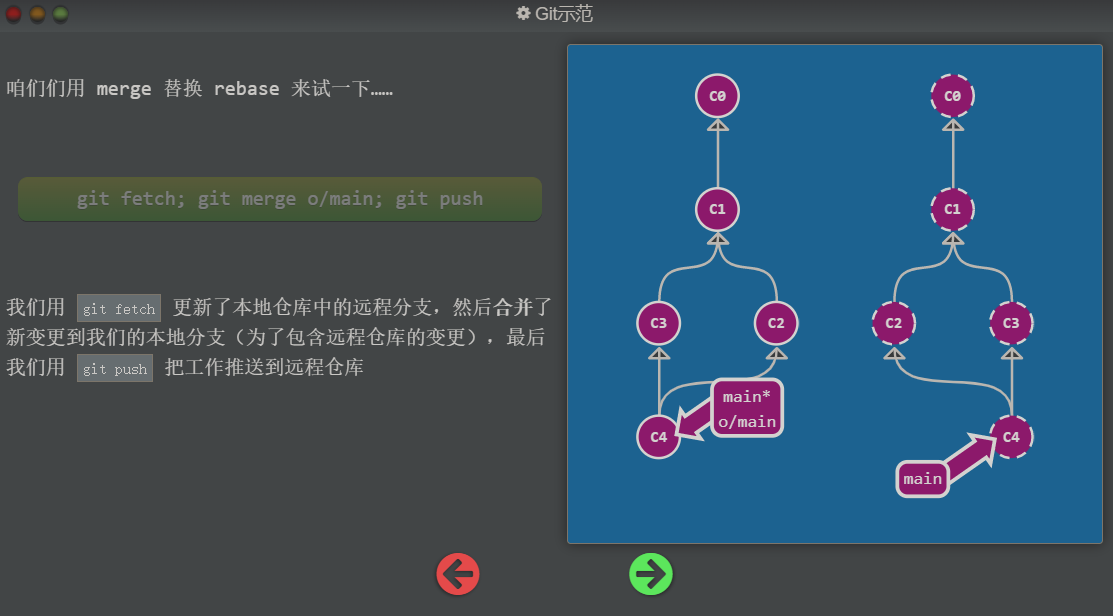 Git示范
咱们们用 merge 替换 rebase 来试一下……
git fetch; git merge o/main; git push
我们用 git fetch 更新了本地仓库中的远程分支，然后合并了
新变更到我们的本地分支（为了包含远程仓库的变更），最后
我们用 git push 把工作推送到远程仓库
C0
C1
C3
C2
main*
o/main
C4
C0
C1
C2
C3
C4
main